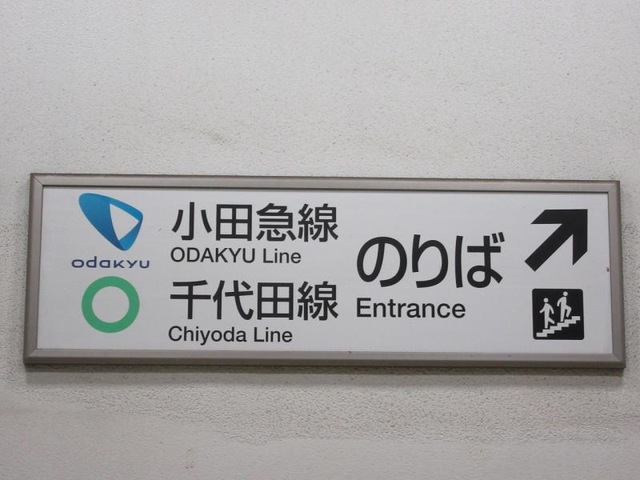 odakyu
小田急線
ODAKYU Line
千代田線
Chiyoda Line
のりば
Entrance